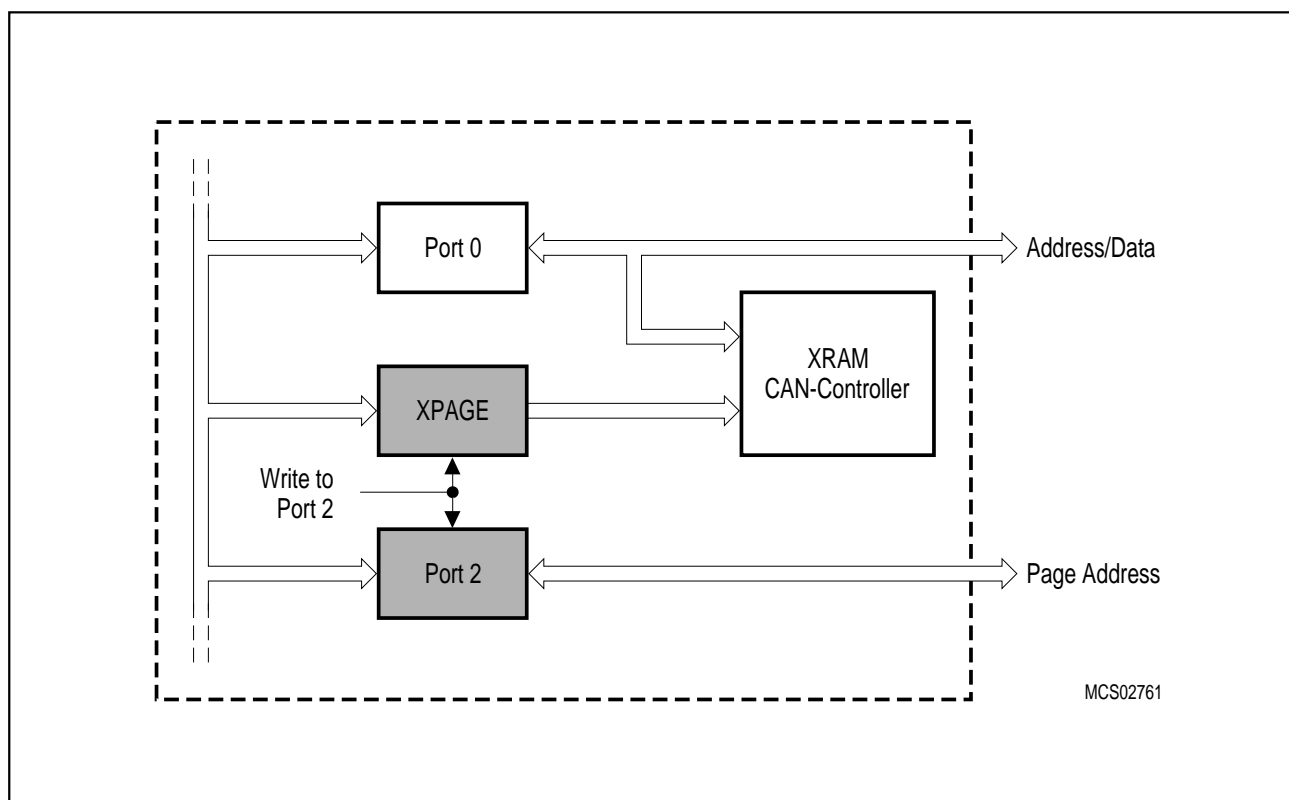 Port 0
Address/Data
XRAM
CAN-Controller
XPAGE
Write to
Port 2
Port 2
Page Address
MCS02761